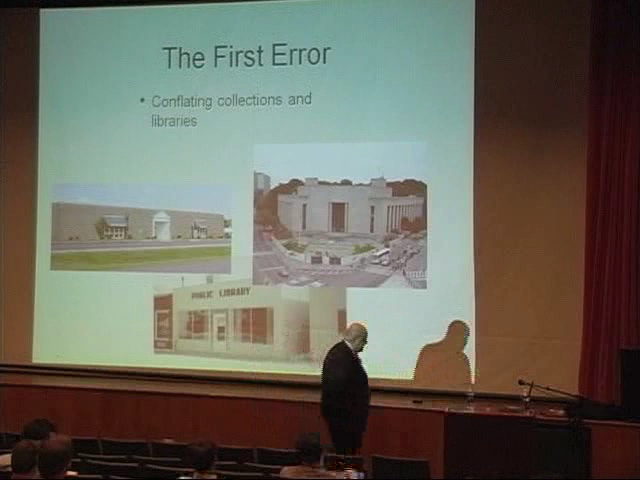 The First Error
• Conflating collections and
libraries
PUBLIC LIBRARY